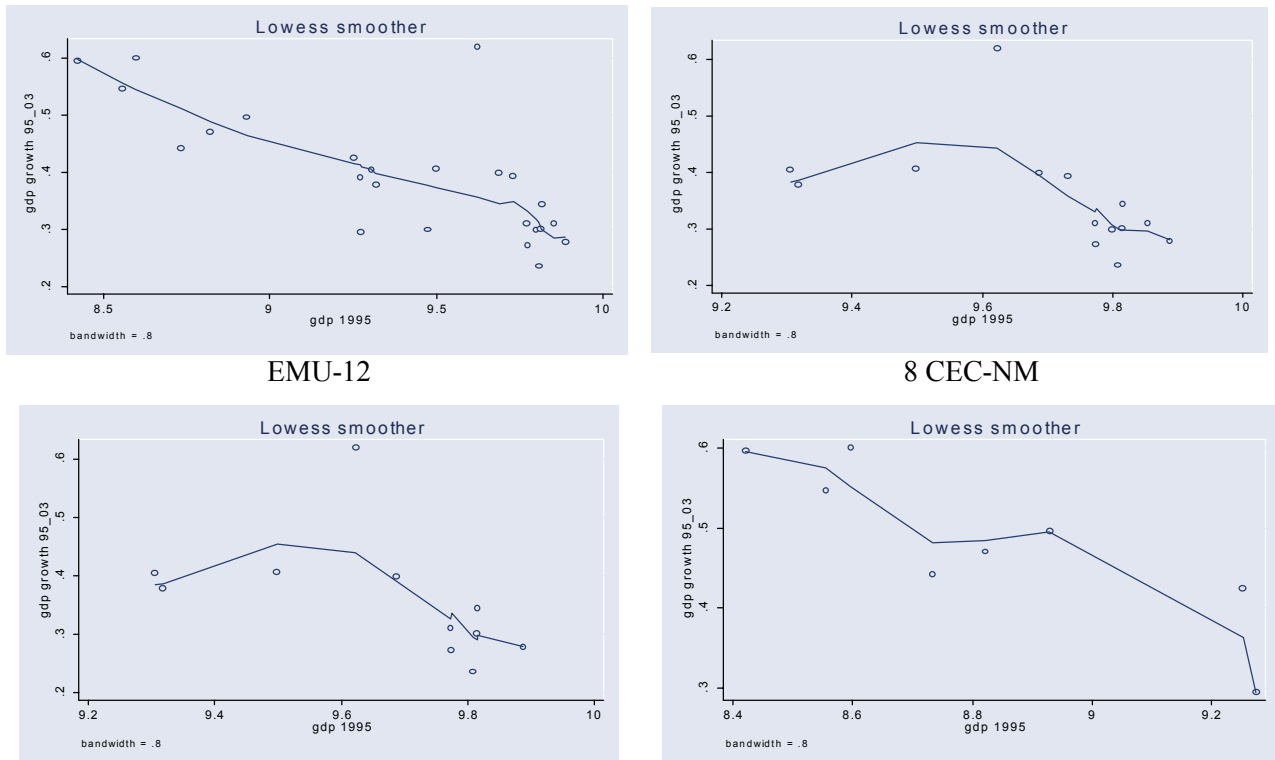 Lowess smoother
gdp growth 95_03
.6
.5
.4
.3
.2
8.5 9 9.5 10
gdp 1995
bandwidth = .8
Lowess smoother
gdp growth 95_03
.6
.5
.4
.3
.2
9.2 9.4 9.6 9.8 10
gdp 1995
bandwidth = .8
EMU-12
8 CEC-NM
Lowess smoother
gdp growth 95_03
.6
.5
.4
.3
.2
9.2 9.4 9.6 9.8 10
gdp 1995
bandwidth = .8
Lowess smoother
gdp growth 95_03
.6
.5
.4
.3
8.4 8.6 8.8 9 9.2
gdp 1995
bandwidth = .8